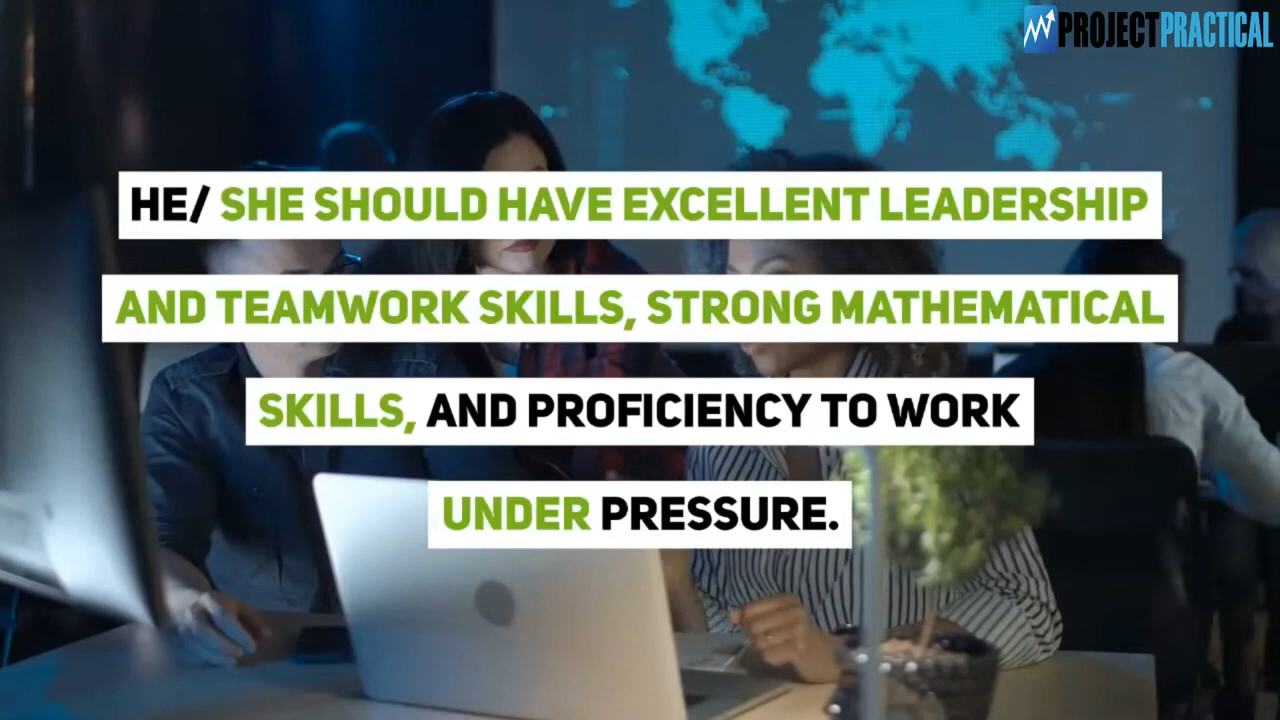 PROJECTPRACTICAL
HE/ SHE SHOULD HAVE EXCELLENT LEADERSHIP
AND TEAMWORK SKILLS, STRONG MATHEMATICAL
SKILLS, AND PROFICIENCY TO WORK
UNDER PRESSURE.